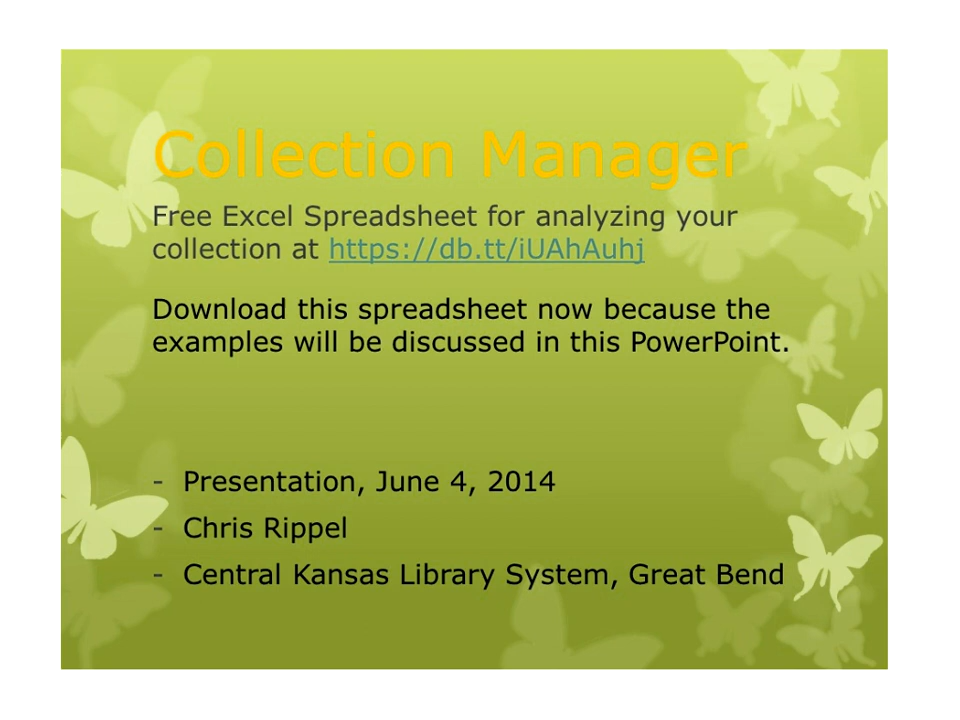 Collection Manager
Free Excel Spreadsheet for analyzing your
collection at https://db.tt/iUAhAuhj
Download this spreadsheet now because the
examples will be discussed in this PowerPoint.
- Presentation, June 4, 2014
- Chris Rippel
- Central Kansas Library System, Great Bend